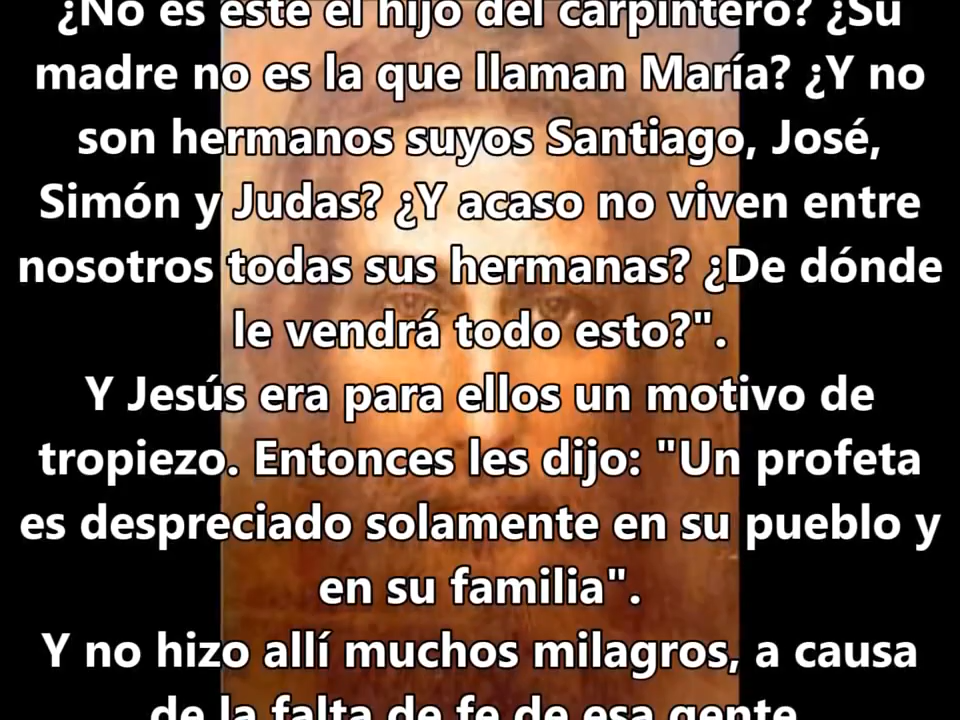 ¿No es este el hijo del carpintero? ¿Su
madre no es la que llaman María? ¿Y no
son hermanos suyos Santiago, José,
Simón y Judas? ¿Y acaso no viven entre
nosotros todas sus hermanas? ¿De dónde
le vendrá todo esto?".
Y Jesús era para ellos un motivo de
tropiezo. Entonces les dijo: "Un profeta
es despreciado solamente en su pueblo y
en su familia".
Y no hizo allí muchos milagros, a causa
de la falta de fe de esa gente.